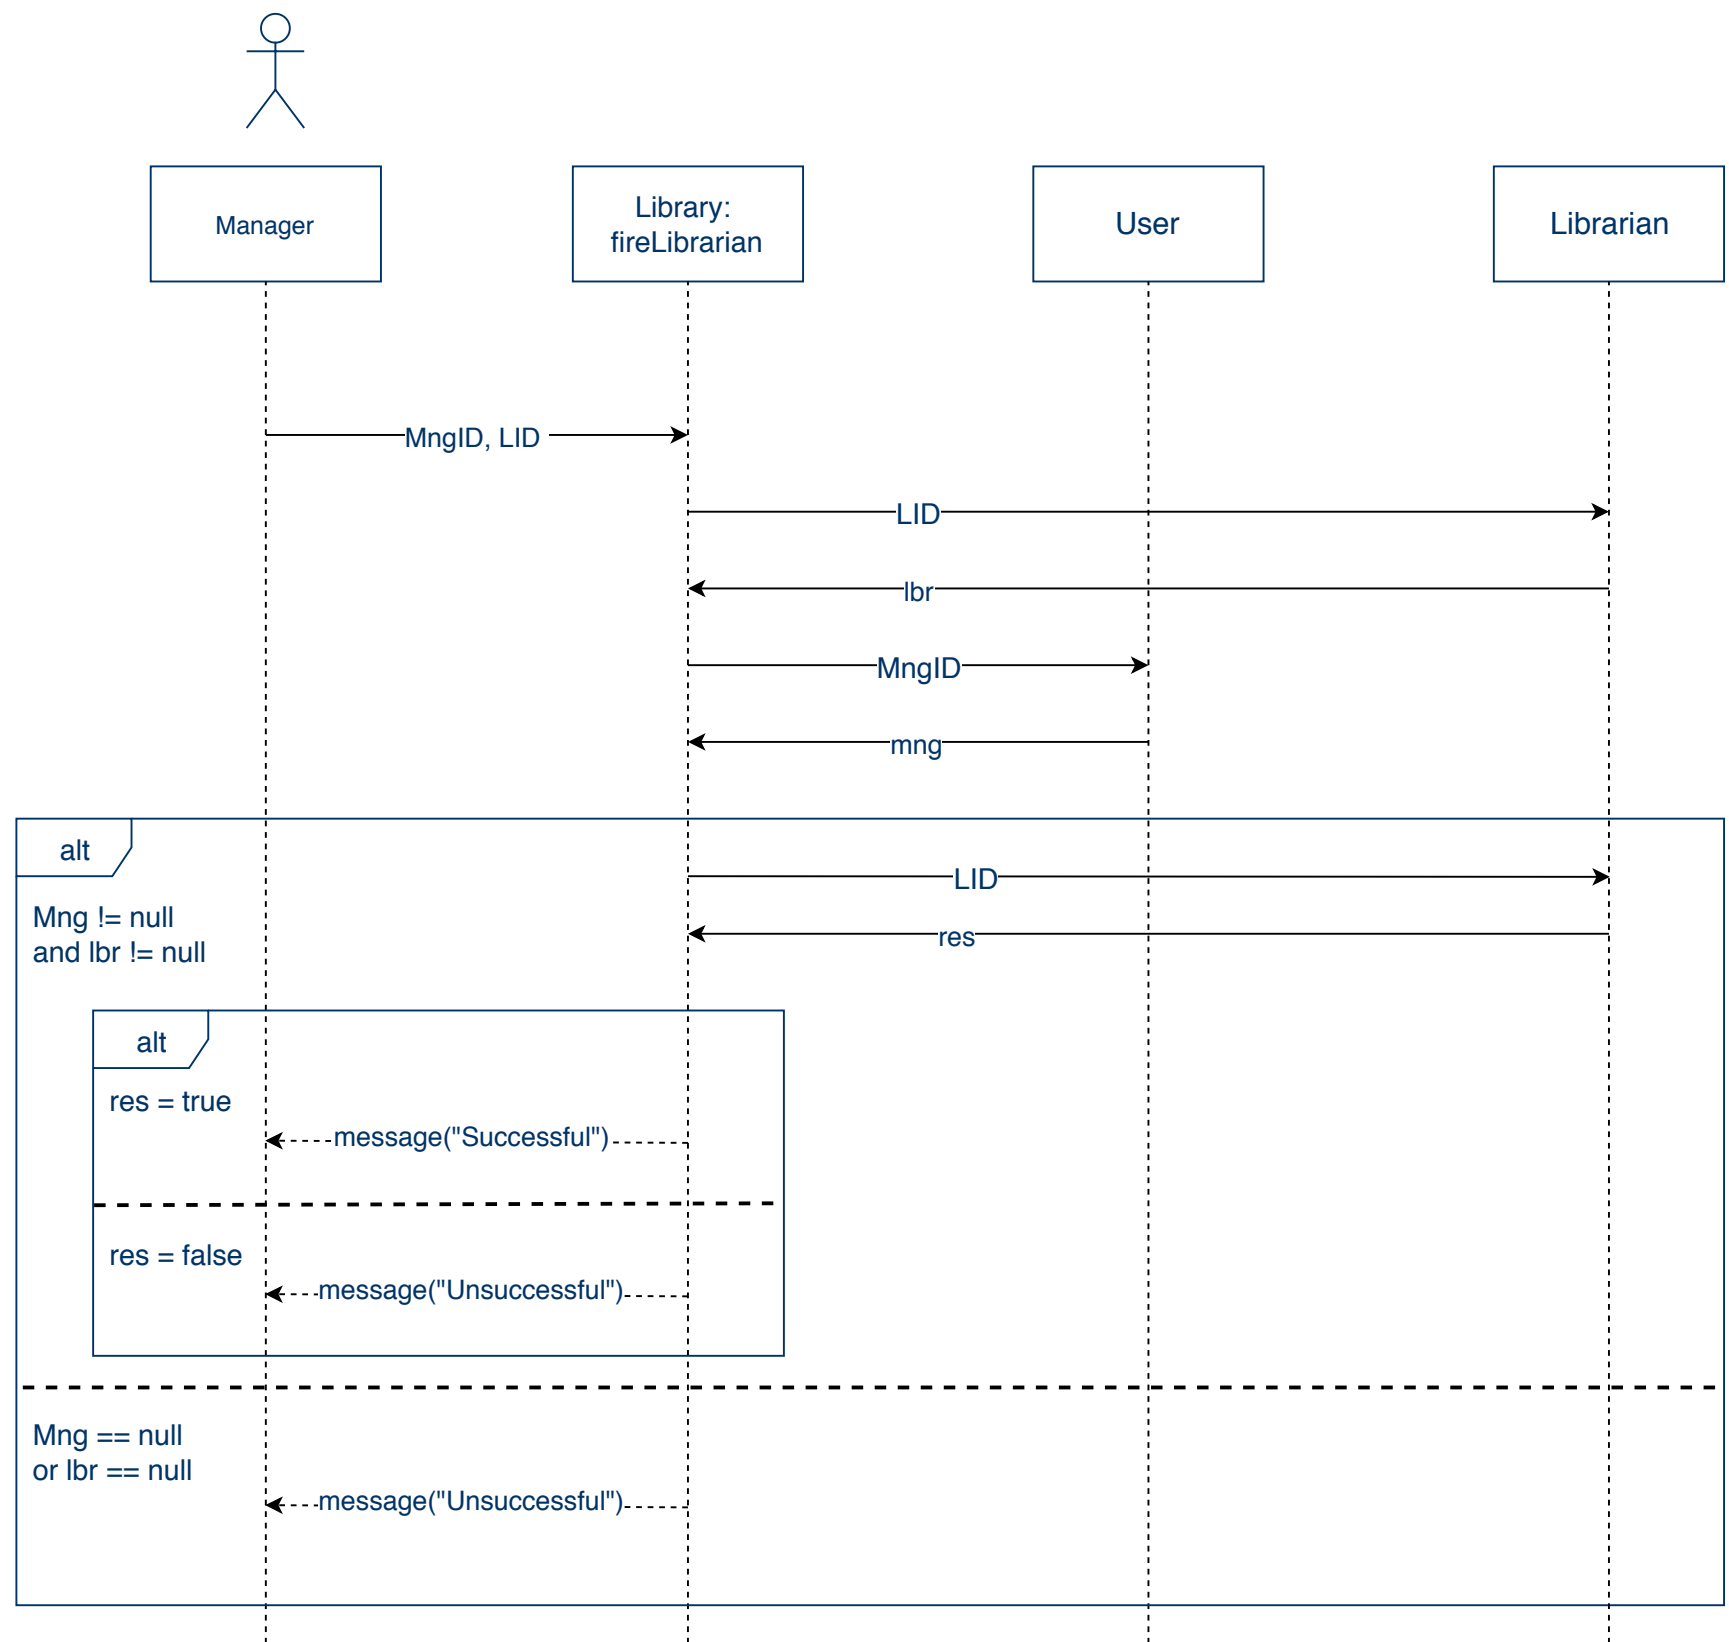 Manager
Library:
fireLibrarian
User
Librarian
MngID, LID
LID
lbr
MngID
mng
alt
LID
Mng != null
and lbr != null
res
alt
res = true
message("Successful")
res = false
message("Unsuccessful")
Mng == null
or lbr == null
message("Unsuccessful")